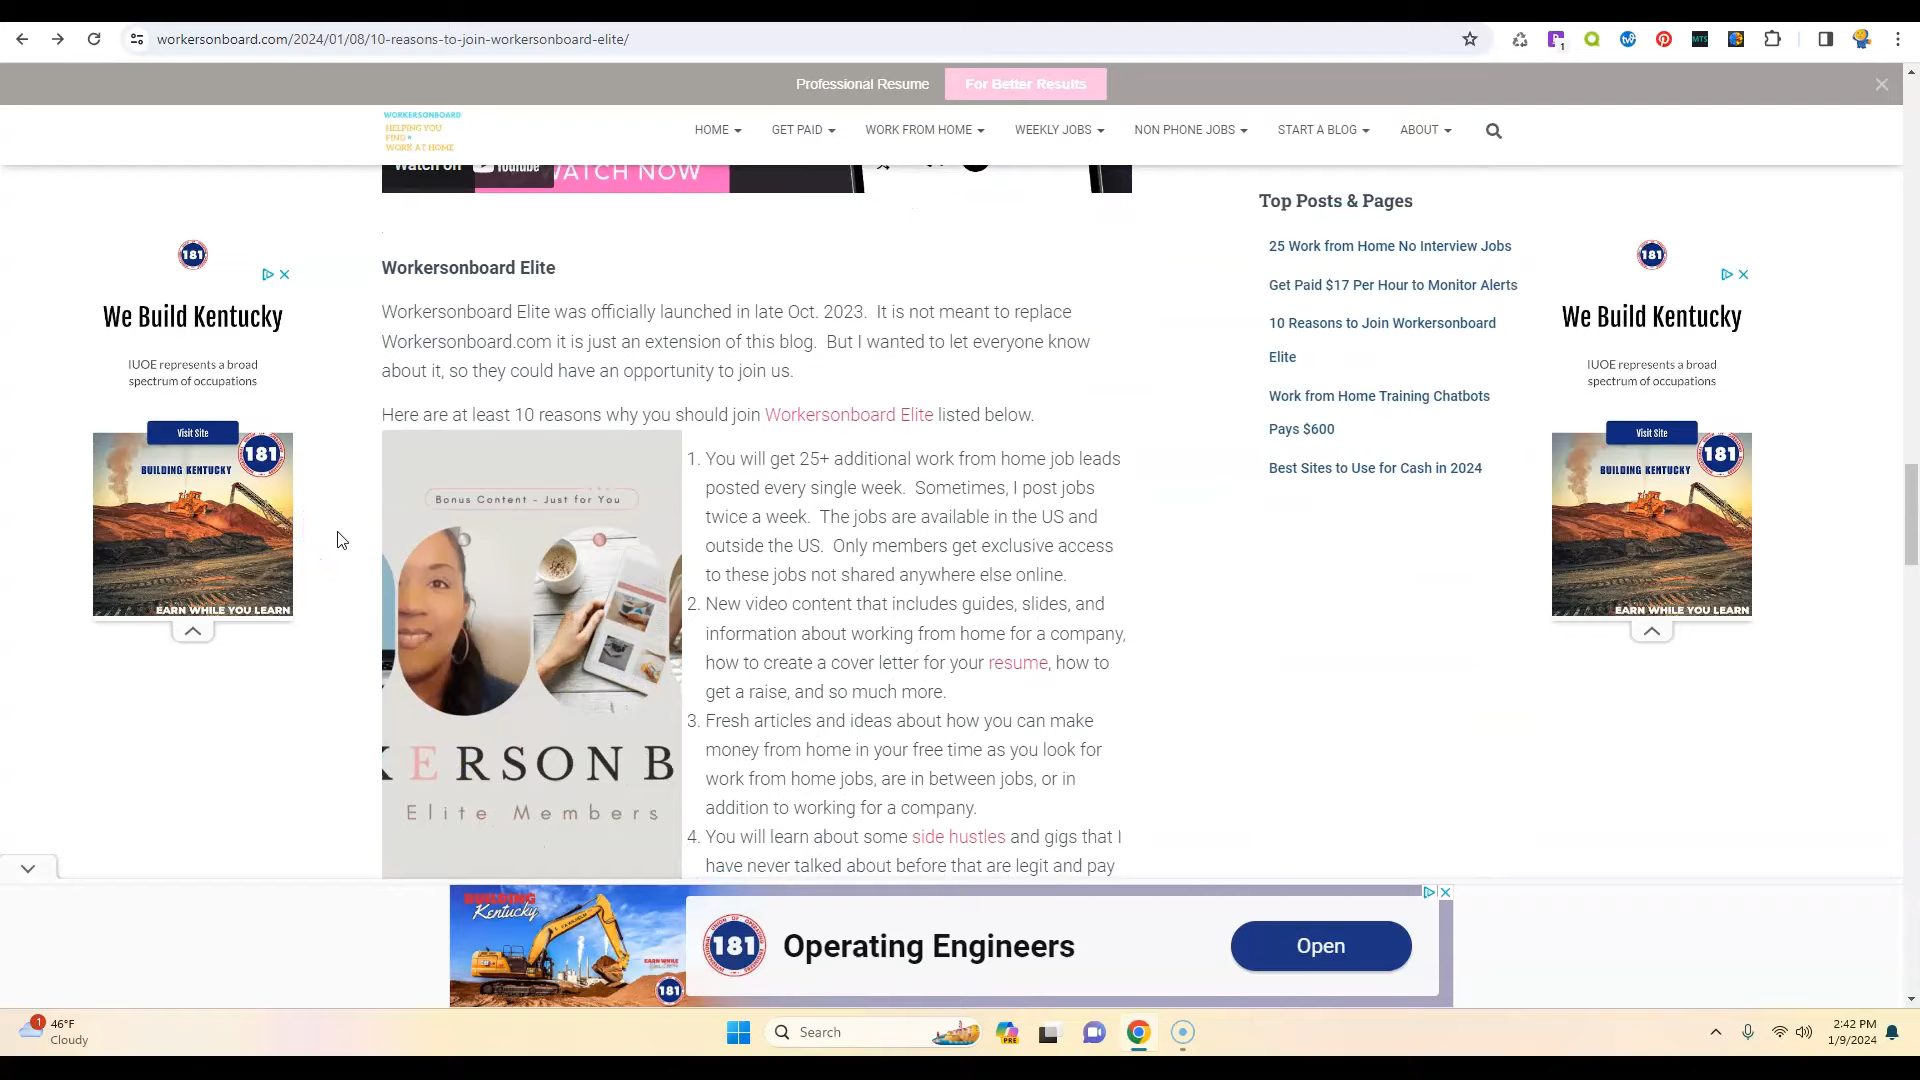 workersonboard.com/2024/01/08/10-reasons-to-join-workersonboard-elite/
1
MTS
Professional Resume
For Better Results
WORKERSONBOARD
HELPING YOU
FIND
WORK AT HOME
HOME
GET PAID
WORK FROM HOME
WEEKLY JOBS
NON PHONE JOBS
START A BLOG
ABOUT
Watch on YouTube
WATCH NOW
Workersonboard Elite
Workersonboard Elite was officially launched in late Oct. 2023. It is not meant to replace
Workersonboard.com it is just an extension of this blog. But I wanted to let everyone know
about it, so they could have an opportunity to join us.
Here are at least 10 reasons why you should join Workersonboard Elite listed below.
Bonus Content - Just for You
KERSON B
Elite Members
1. You will get 25+ additional work from home job leads
posted every single week. Sometimes, I post jobs
twice a week. The jobs are available in the US and
outside the US. Only members get exclusive access
to these jobs not shared anywhere else online.
2. New video content that includes guides, slides, and
information about working from home for a company,
how to create a cover letter for your resume, how to
get a raise, and so much more.
3. Fresh articles and ideas about how you can make
money from home in your free time as you look for
work from home jobs, are in between jobs, or in
addition to working for a company.
4. You will learn about some side hustles and gigs that I
have never talked about before that are legit and pay
Top Posts & Pages
25 Work from Home No Interview Jobs
Get Paid $17 Per Hour to Monitor Alerts
10 Reasons to Join Workersonboard
Elite
Work from Home Training Chatbots
Pays $600
Best Sites to Use for Cash in 2024
181
We Build Kentucky
IUOE represents a broad
spectrum of occupations
Visit Site
BUILDING KENTUCKY
181
EARN WHILE YOU LEARN
181
We Build Kentucky
IUOE represents a broad
spectrum of occupations
Visit Site
BUILDING KENTUCKY
181
EARN WHILE YOU LEARN
BUILDING
Kentucky
EARN WHILE
YOU LEARN
181
181
Operating Engineers
Open
1
46°F
Cloudy
Search
PRE
2:42 PM
1/9/2024